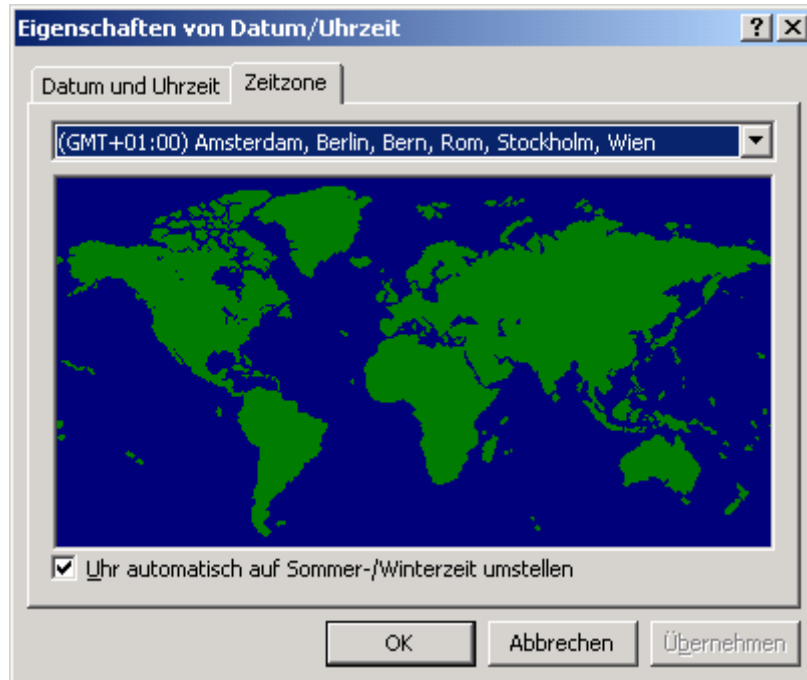 Eigenschaften von Datum/Uhrzeit
Datum und Uhrzeit
Zeitzone
(GMT+01:00) Amsterdam, Berlin, Bern, Rom, Stockholm, Wien
Uhr automatisch auf Sommer-/Winterzeit umstellen
OK
Abbrechen
Übernehmen